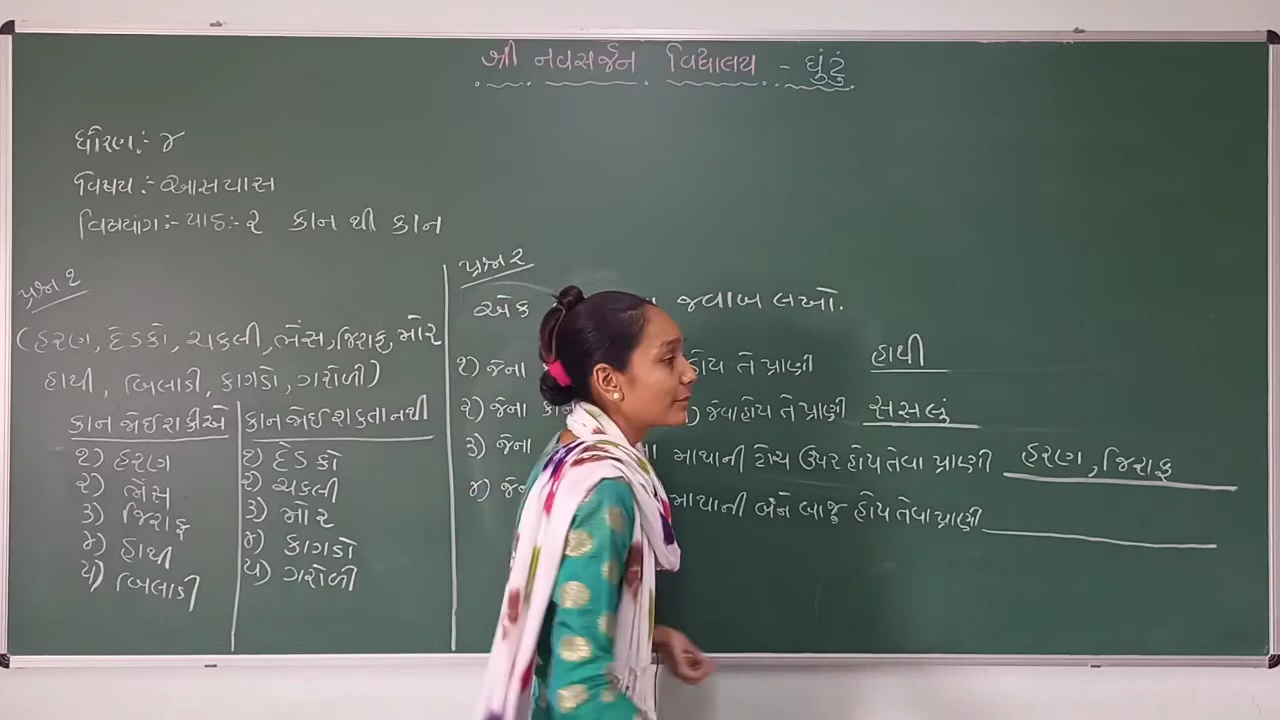 શ્રી નવસર્જન વિદ્યાલય - ઘુંટું
ધોરણ:- ૪
વિષય :- આસપાસ
વિષયાંગ:- પાઠ:- ૨ કાન થી કાન
પ્રશ્ન ૧
(હરણ, દેડકો, ચકલી, ભેંસ, જિરાફ, મોર
હાથી, બિલાડી, કાગડો, ગરોળી)
કાન જોઈ શકીએ
૧) હરણ
૨) ભેંસ
૩) જિરાફ
૪) હાથી
૫) બિલાડી
કાન જોઈ શકતા નથી
૧) દેડકો
૨) ચકલી
૩) મોર
૪) કાગડો
૫) ગરોળી
પ્રશ્ન ૨
એક જવાબ લખો.
૧) જેના હોય તે પ્રાણી હાથી
૨) જેના કાન જેવા હોય તે પ્રાણી સસલું
૩) જેના માથાની ટોચ ઉપર હોય તેવા પ્રાણી હરણ, જિરાફ
૪) માથાની બંને બાજુ હોય તેવા પ્રાણી